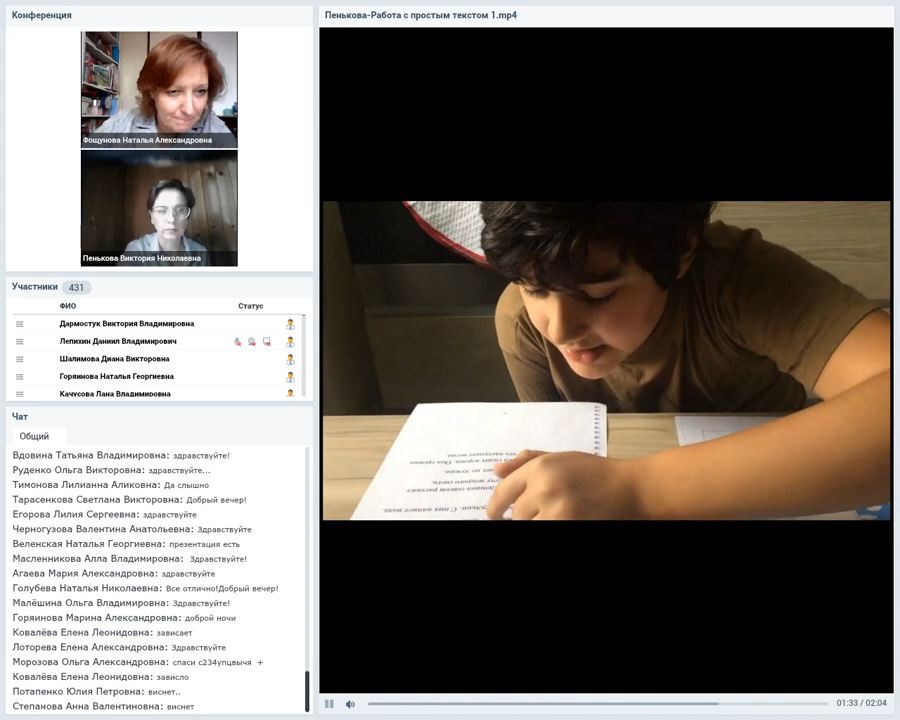 Конференция
Фощунова Наталья Александровна
Пенькова Виктория Николаевна
Участники 431
ФИО Статус
Дармостук Виктория Владимировна
Лепихин Даниил Владимирович
Шалимова Диана Викторовна
Горяинова Наталья Георгиевна
Качусова Лана Владимировна
Чат
Общий
Вдовина Татьяна Владимировна: здравствуйте!
Руденко Ольга Викторовна: здравствуйте...
Тимонова Лилианна Аликовна: Да слышно
Тарасенкова Светлана Викторовна: Добрый вечер!
Егорова Лилия Сергеевна: здравствуйте
Черногузова Валентина Анатольевна: Здравствуйте
Веленская Наталья Георгиевна: презентация есть
Масленникова Алла Владимировна: Здравствуйте!
Агаева Мария Александровна: здравствуйте
Голубева Наталья Николаевна: Все отлично!Добрый вечер!
Малёшина Ольга Владимировна: Здравствуйте!
Горяинова Марина Александровна: доброй ночи
Ковалёва Елена Леонидовна: зависает
Лоторева Елена Александровна: Здравствуйте
Морозова Ольга Александровна: спаси с234упцвычя +
Ковалёва Елена Леонидовна: зависло
Потапенко Юлия Петровна: виснет..
Степанова Анна Валентиновна: виснет
Пенькова-Работа с простым текстом 1.mp4
01:33 / 02:04